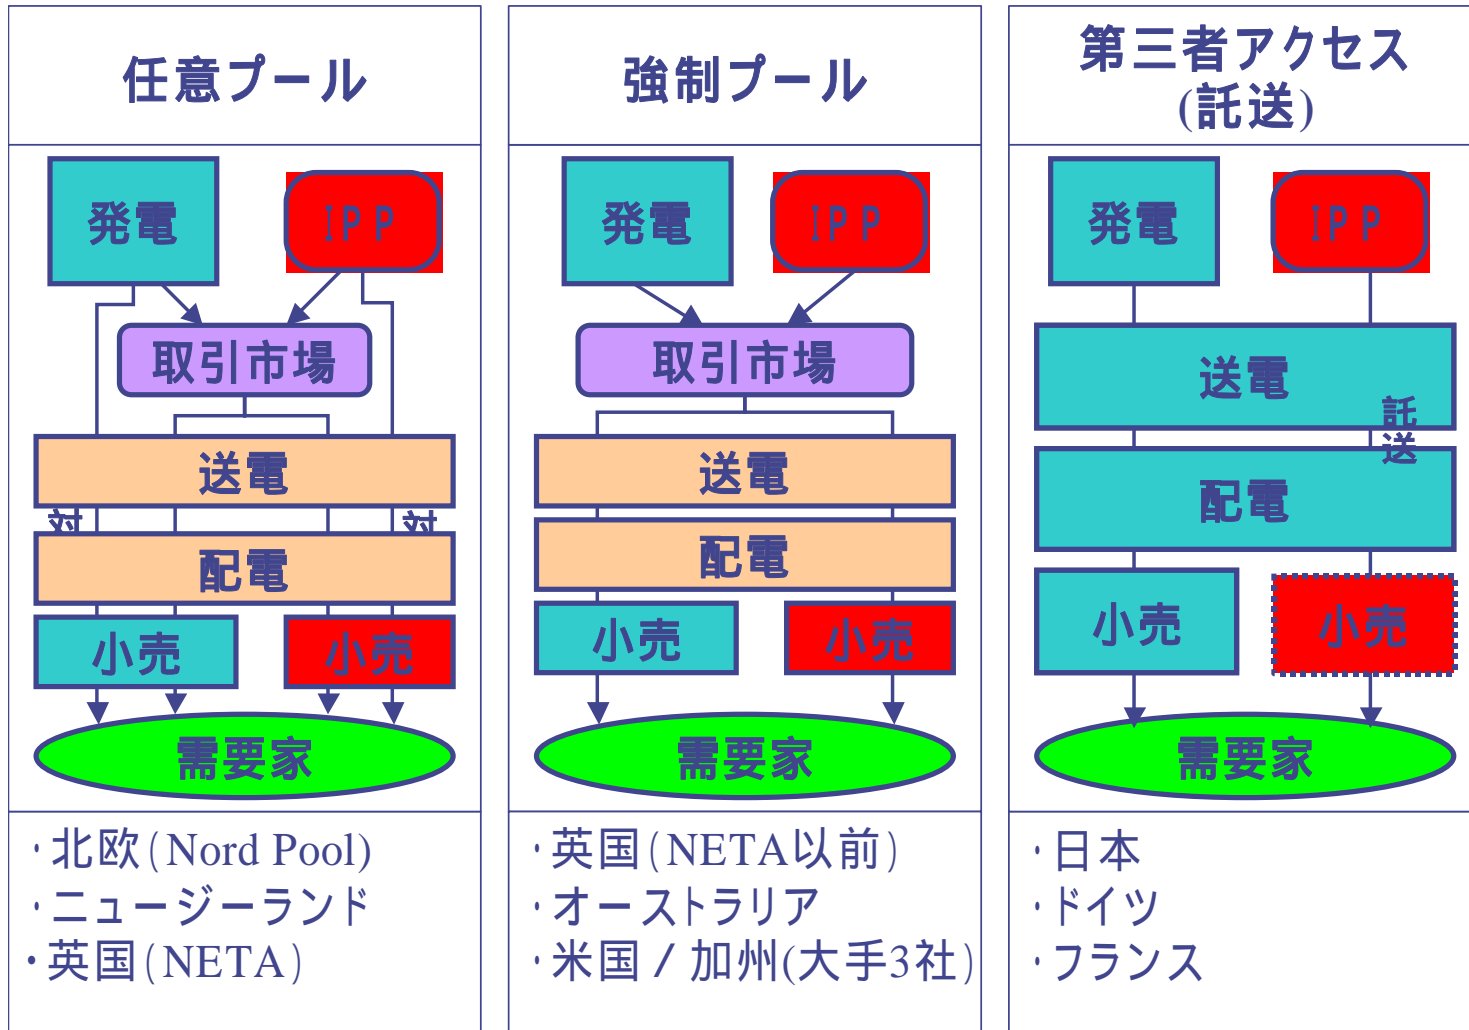 任意プール
発電
ＩＰＰ
取引市場
送電
対
対
配電
小売
小売
需要家
・北欧(Nord Pool)
・ニュージーランド
・英国(NETA)
強制プール
発電
ＩＰＰ
取引市場
送電
配電
小売
小売
需要家
・英国(NETA以前)
・オーストラリア
・米国／加州(大手3社)
第三者アクセス
(託送)
発電
ＩＰＰ
送電
託
送
配電
小売
小売
需要家
・日本
・ドイツ
・フランス